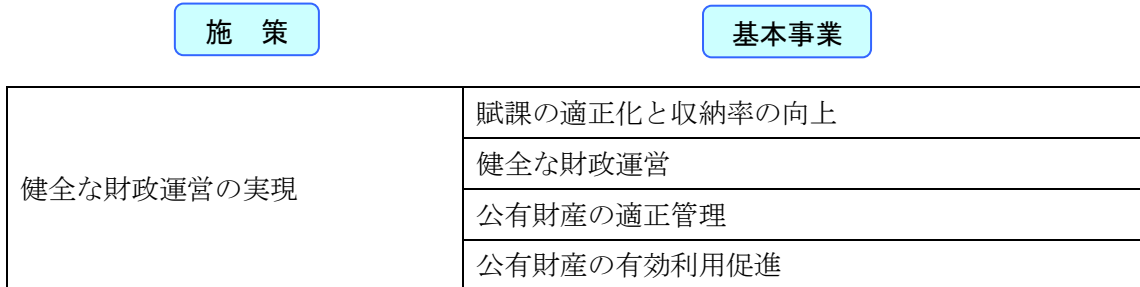 施　策
基本事業
賦課の適正化と収納率の向上
健全な財政運営の実現
健全な財政運営
公有財産の適正管理
公有財産の有効利用促進